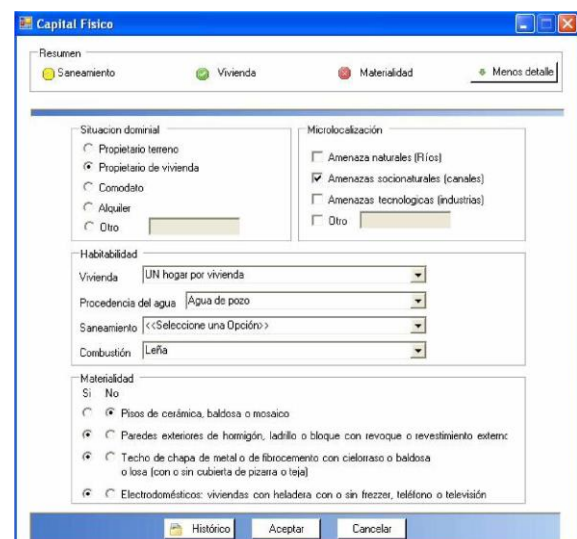 Capital Fisico
Resumen
Saneamiento
Vivienda
Materialidad
Menos detalle
Situacion dominial
Propietario terreno
Propietario de vivienda
Comodato
Alquiler
Otro
Microlocalización
Amenaza naturales (Ríos)
Amenazas socionaturales (canales)
Amenazas tecnologicas (industrias)
Otro
Habitabilidad
Vivienda UN hogar por vivienda
Procedencia del agua Agua de pozo
Saneamiento <<Seleccione una Opción>>
Combustión Leña
Materialidad
Si No
Pisos de cerámica, baldosa o mosaico
Paredes exteriores de hormigón, ladrillo o bloque con revoque o revestimiento externc
Techo de chapa de metal o de fibrocemento con cielorraso o baldosa
o losa (con o sin cubierta de pizarra o teja)
Electrodomésticos: viviendas con heladera con o sin frezzer, teléfono o televisión
Histórico Aceptar Cancelar